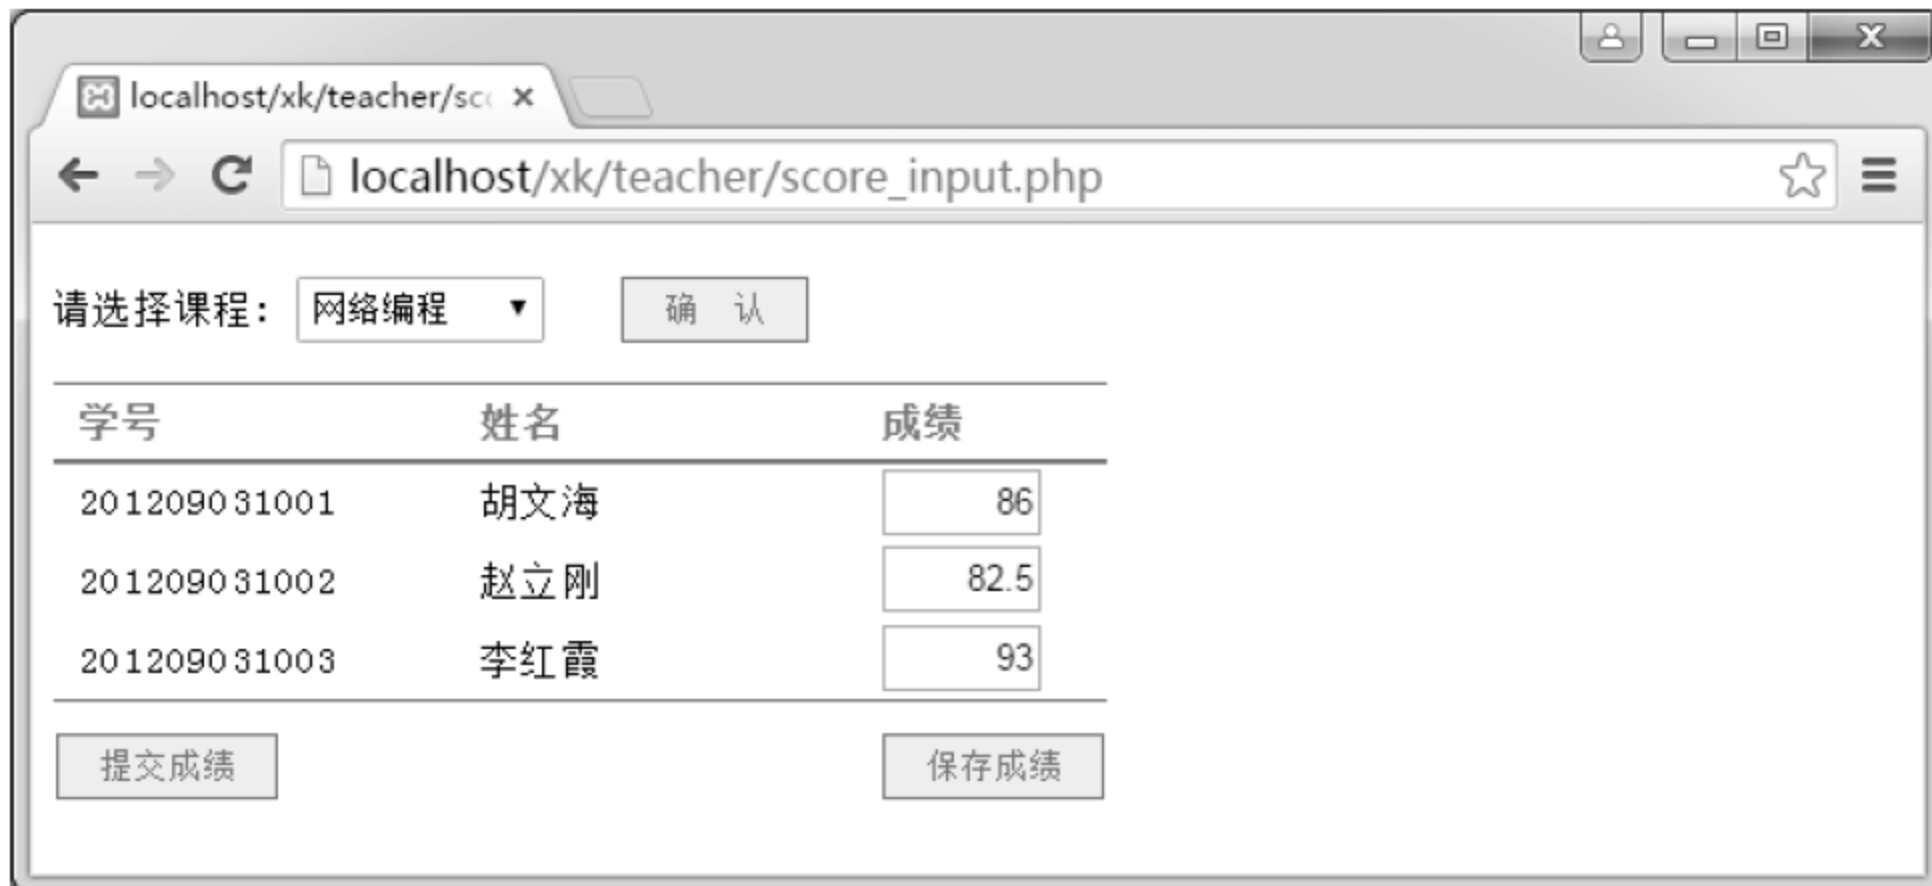 localhost/xk/teacher/sc
localhost/xk/teacher/score_input.php
请选择课程： 网络编程 确 认
学号 姓名 成绩
201209031001 胡文海 86
201209031002 赵立刚 82.5
201209031003 李红霞 93
提交成绩 保存成绩